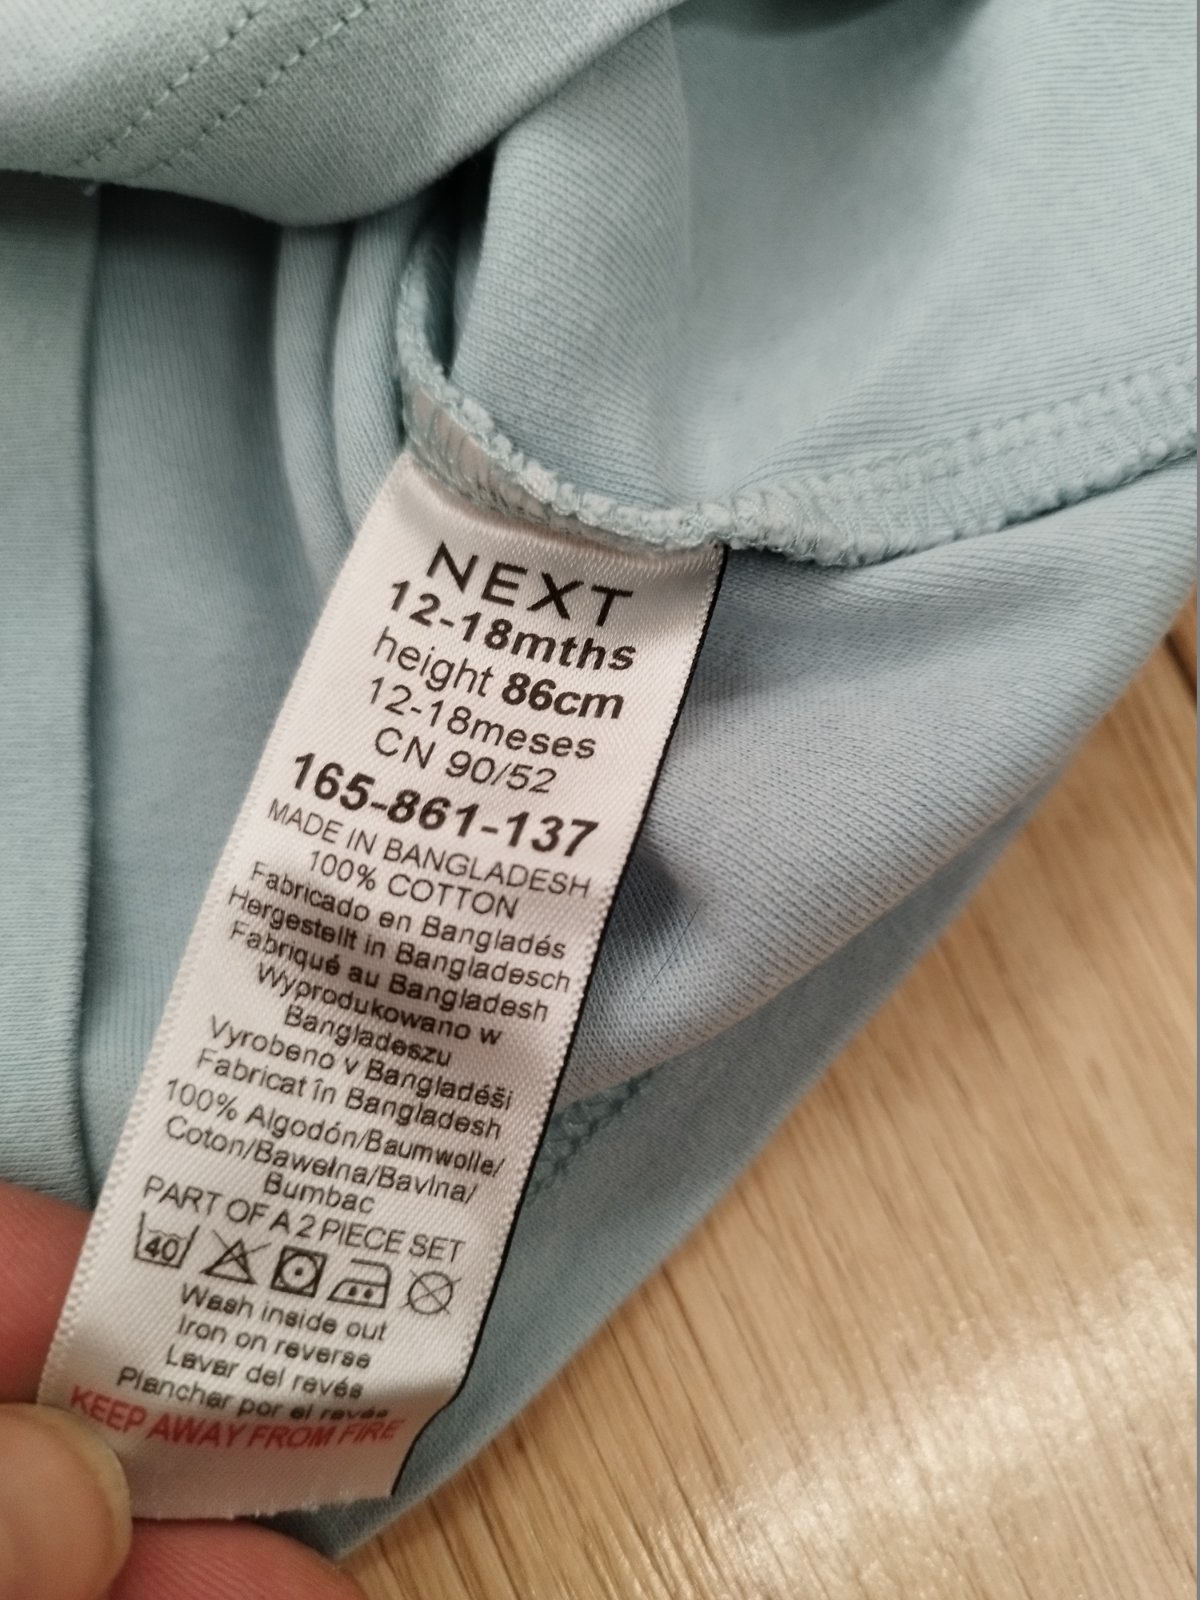 NEXT
12-18mths
height 86cm
12-18meses
CN 90/52
165-861-137
MADE IN BANGLADESH
100% COTTON
Fabricado en Bangladés
Hergestellt in Bangladesch
Fabriqué au Bangladesh
Wyprodukowano w
Bangladeszu
Vyrobeno v Bangladéši
Fabricat în Bangladesh
100% Algodón/Baumwolle/
Coton/Bawełna/Bavlna/
Bumbac
PART OF A 2 PIECE SET
40
Wash inside out
Iron on reverse
Lavar del revés
Planchar por el revés
KEEP AWAY FROM FIRE